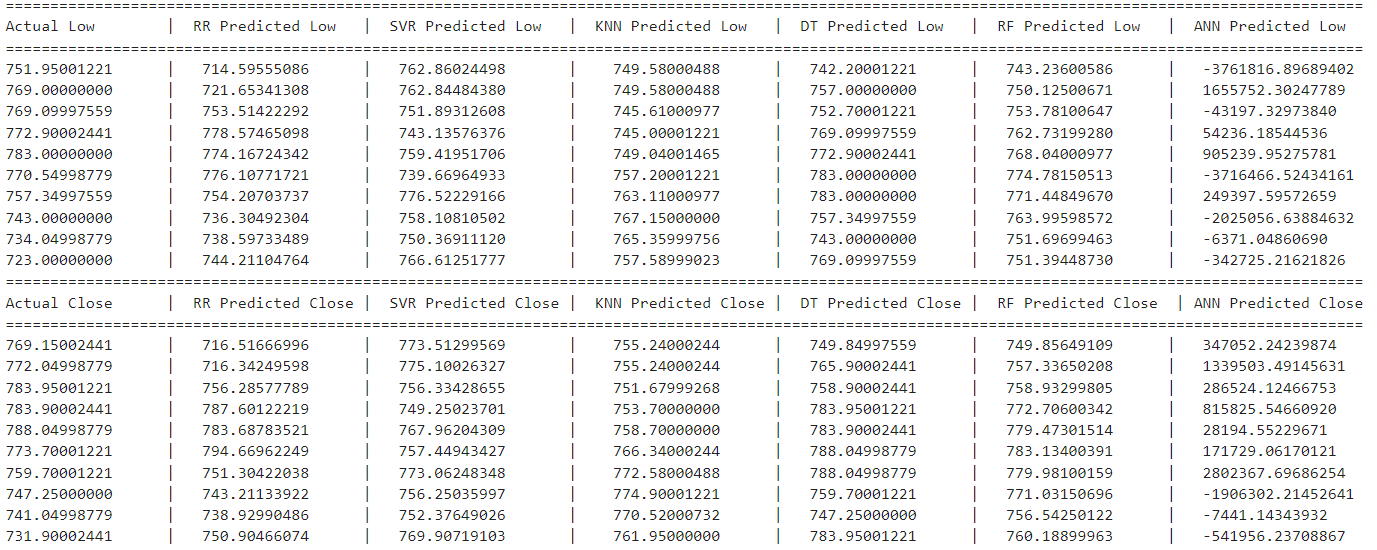 Actual Low | RR Predicted Low | SVR Predicted Low | KNN Predicted Low | DT Predicted Low | RF Predicted Low | ANN Predicted Low
751.95001221 | 714.59555086 | 762.86024498 | 749.58000488 | 742.20001221 | 743.23600586 | -3761816.89689402
769.00000000 | 721.65341308 | 762.84484380 | 749.58000488 | 757.00000000 | 750.12500671 | 1655752.30247789
769.09997559 | 753.51422292 | 751.89312608 | 745.61000977 | 752.70001221 | 753.78100647 | -43197.32973840
772.90002441 | 778.57465098 | 743.13576376 | 745.00001221 | 769.09997559 | 762.73199280 | 54236.18544536
783.00000000 | 774.16724342 | 759.41951706 | 749.04001465 | 772.90002441 | 768.04000977 | 905239.95275781
770.54998779 | 776.10771721 | 739.66964933 | 757.20001221 | 783.00000000 | 774.78150513 | -3716466.52434161
757.34997559 | 754.20703737 | 776.52229166 | 763.11000977 | 783.00000000 | 771.44849670 | 249397.59572659
743.00000000 | 736.30492304 | 758.10810502 | 767.15000000 | 757.34997559 | 763.99598572 | -2025056.63884632
734.04998779 | 738.59733489 | 750.36911120 | 765.35999756 | 743.00000000 | 751.69699463 | -6371.04860690
723.00000000 | 744.21104764 | 766.61251777 | 757.58999023 | 769.09997559 | 751.39448730 | -342725.21621826
Actual Close | RR Predicted Close | SVR Predicted Close | KNN Predicted Close | DT Predicted Close | RF Predicted Close | ANN Predicted Close
769.15002441 | 716.51666996 | 773.51299569 | 755.24000244 | 749.84997559 | 749.85649109 | 347052.24239874
772.04998779 | 716.34249598 | 775.10026327 | 755.24000244 | 765.90002441 | 757.33650208 | 1339503.49145631
783.95001221 | 756.28577789 | 756.33428655 | 751.67999268 | 758.90002441 | 758.93299805 | 286524.12466753
783.90002441 | 787.60122219 | 749.25023701 | 753.70000000 | 783.95001221 | 772.70600342 | 815825.54660920
788.04998779 | 783.68783521 | 767.96204309 | 758.70000000 | 783.90002441 | 779.47301514 | 28194.55229671
773.70001221 | 794.66962249 | 757.44943427 | 766.34000244 | 788.04998779 | 783.13400391 | 171729.06170121
759.70001221 | 751.30422038 | 773.06248348 | 772.58000488 | 788.04998779 | 779.98100159 | 2802367.69686254
747.25000000 | 743.21133922 | 756.25035997 | 774.90001221 | 759.70001221 | 771.03150696 | -1906302.21452641
741.04998779 | 738.92990486 | 752.37649026 | 770.52000732 | 747.25000000 | 756.54250122 | -7441.14343932
731.90002441 | 750.90466074 | 769.90719103 | 761.95000000 | 783.95001221 | 760.18899963 | -541956.23708867